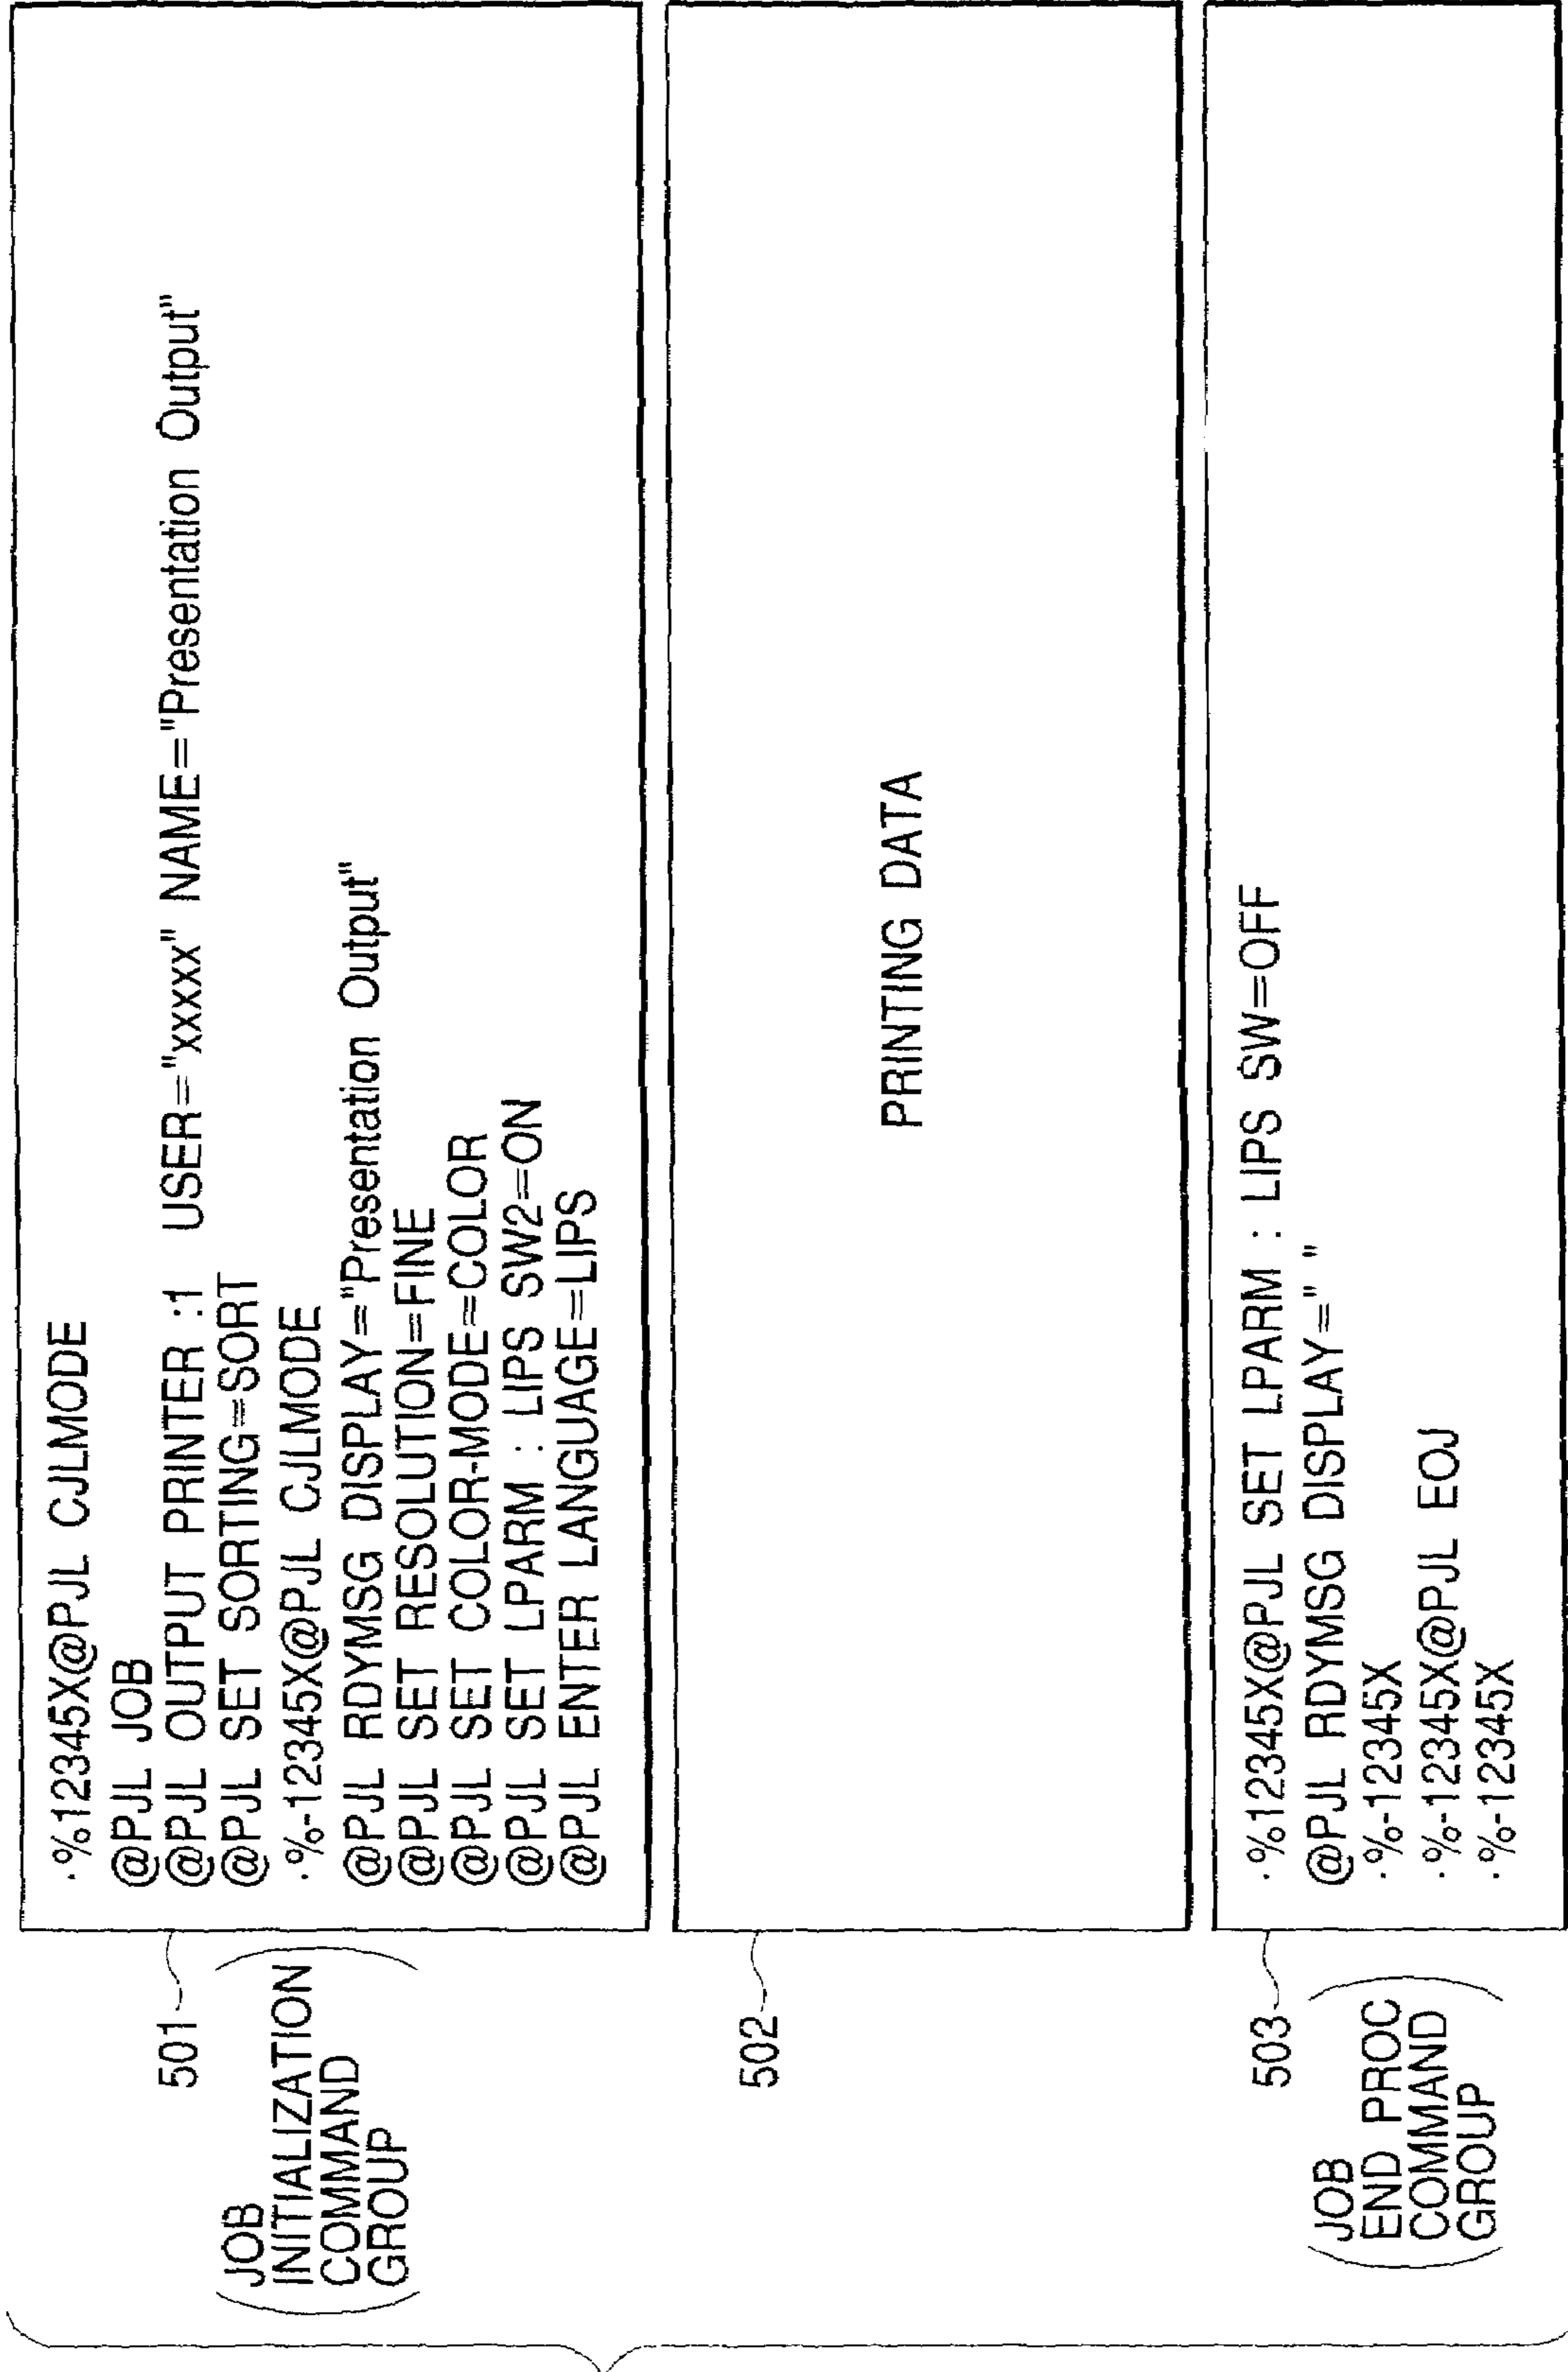 501
JOB
INITIALIZATION
COMMAND
GROUP
·%12345X@PJL CJLMODE
@PJL JOB
@PJL OUTPUT PRINTER :1 USER="xxxxx" NAME="Presentation Output"
@PJL SET SORTING=SORT
·%-12345X@PJL CJLMODE
@PJL RDYMSG DISPLAY="Presentation Output"
@PJL SET RESOLUTION=FINE
@PJL SET COLOR-MODE=COLOR
@PJL SET LPARM : LIPS SW2=ON
@PJL ENTER LANGUAGE=LIPS
502
PRINTING DATA
503
JOB
END PROC
COMMAND
GROUP
·%12345X@PJL SET LPARM : LIPS SW=OFF
@PJL RDYMSG DISPLAY=" "
·%-12345X
·%-12345X@PJL EOJ
·%-12345X